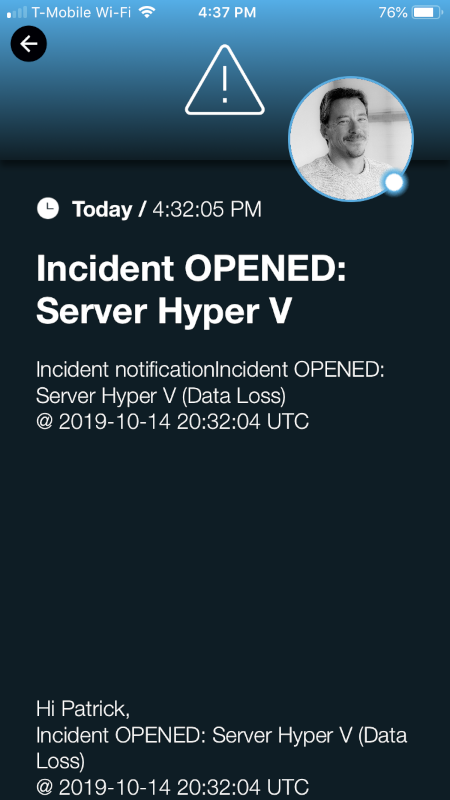 T-Mobile Wi-Fi 4:37 PM 76%
Today / 4:32:05 PM
Incident OPENED:
Server Hyper V
Incident notificationIncident OPENED:
Server Hyper V (Data Loss)
@ 2019-10-14 20:32:04 UTC
Hi Patrick,
Incident OPENED: Server Hyper V (Data
Loss)
@ 2019-10-14 20:32:04 UTC